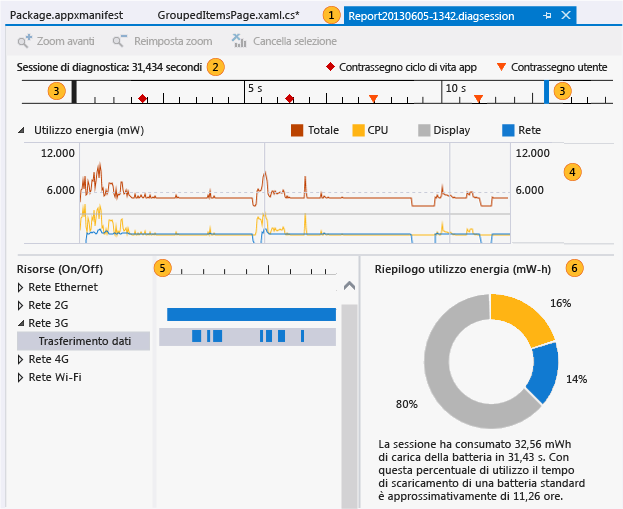 Package.appxmanifest GroupedItemsPage.xaml.cs* 1 Report20130605-1342.diagsession
Zoom avanti Reimposta zoom Cancella selezione
Sessione di diagnostica: 31,434 secondi 2 Contrassegno ciclo di vita app Contrassegno utente
3 5 s 10 s 3
Utilizzo energia (mW) Totale CPU Display Rete
12.000 12.000
6.000 6.000 4
Risorse (On/Off) 5
Rete Ethernet
Rete 2G
Rete 3G
Trasferimento dati
Rete 4G
Rete Wi-Fi
Riepilogo utilizzo energia (mW-h) 6
16%
14%
80%
La sessione ha consumato 32,56 mWh
di carica della batteria in 31,43 s. Con
questa percentuale di utilizzo il tempo
di scaricamento di una batteria standard
è approssimativamente di 11,26 ore.